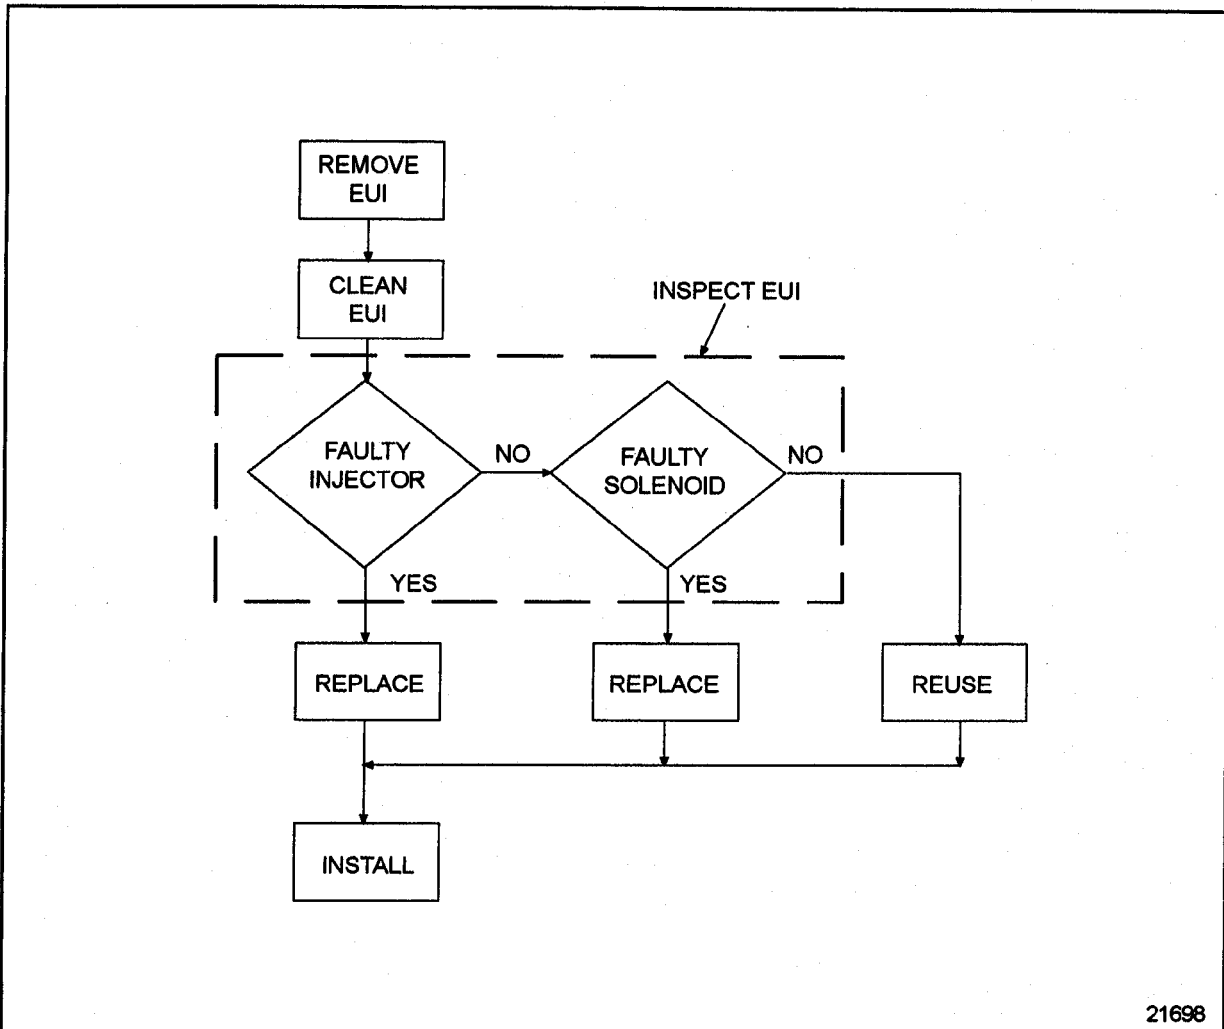 REMOVE
EUI
CLEAN
EUI
INSPECT EUI
FAULTY
INJECTOR
NO
FAULTY
SOLENOID
NO
YES
YES
REPLACE
REPLACE
REUSE
INSTALL
21698